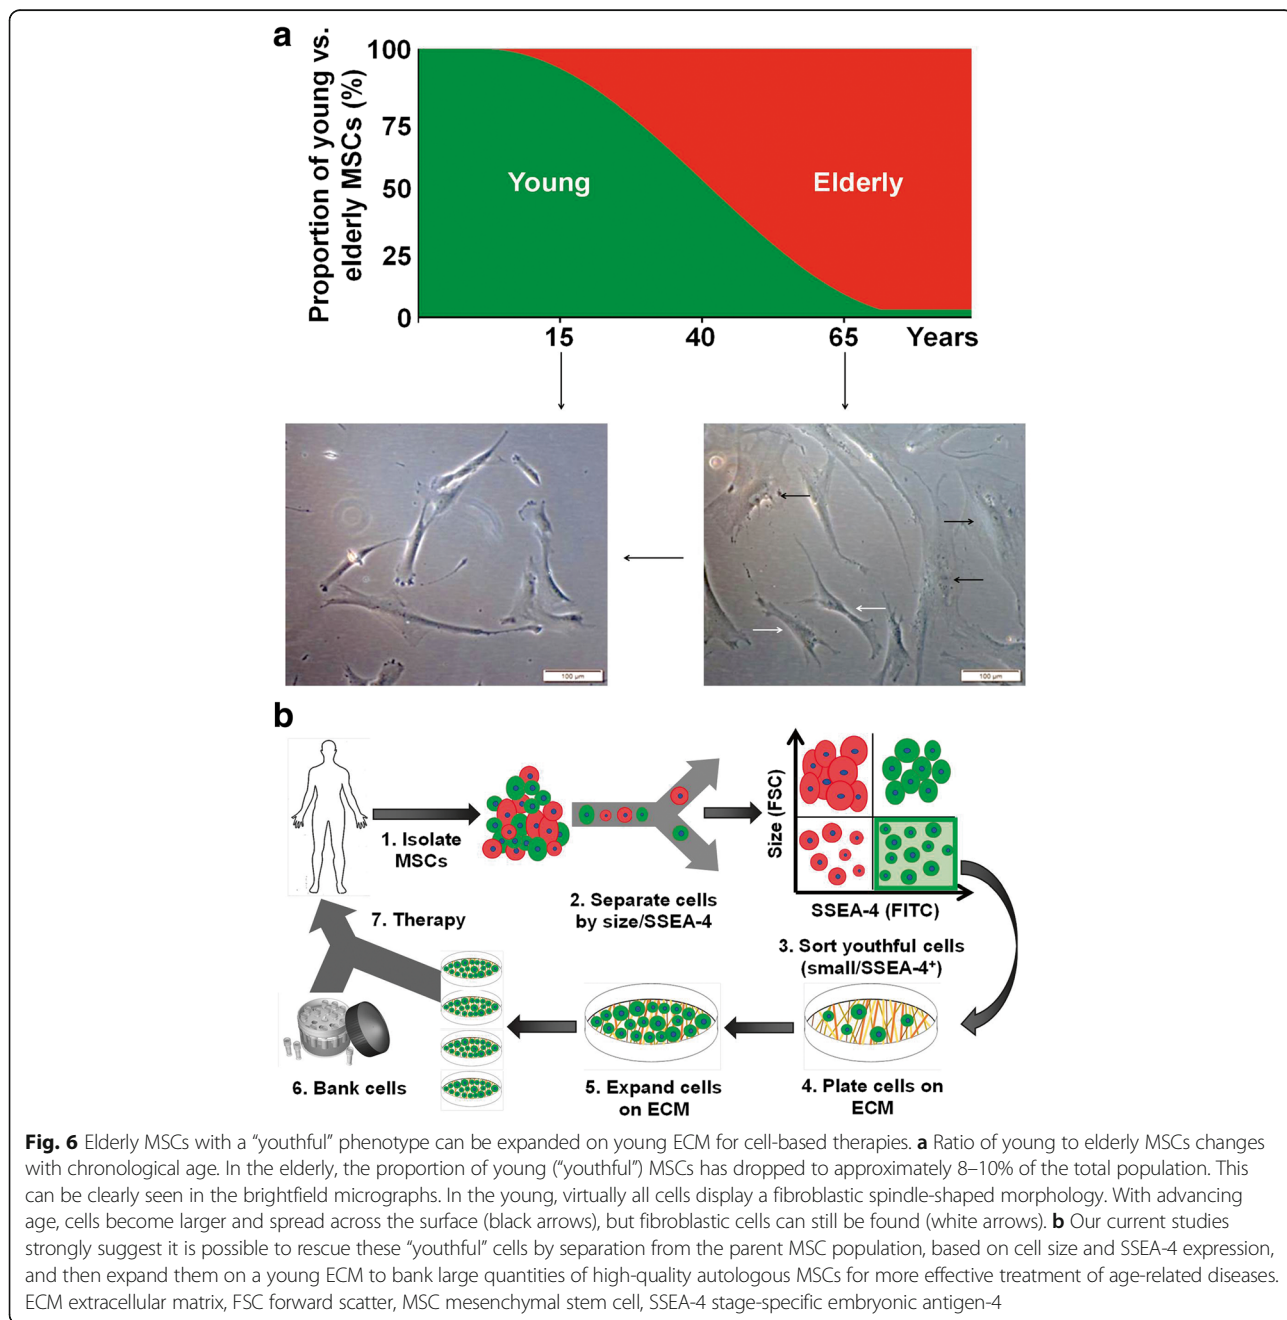 a
Proportion of young vs.
elderly MSCs (%)
100
75
50
25
0
Young
Elderly
15
40
65
Years
100 µm
100 µm
b
1. Isolate
MSCs
2. Separate cells
by size/SSEA-4
Size (FSC)
SSEA-4 (FITC)
3. Sort youthful cells
(small/SSEA-4⁺)
7. Therapy
6. Bank cells
5. Expand cells
on ECM
4. Plate cells on
ECM
Fig. 6 Elderly MSCs with a “youthful” phenotype can be expanded on young ECM for cell-based therapies. a Ratio of young to elderly MSCs changes
with chronological age. In the elderly, the proportion of young (“youthful”) MSCs has dropped to approximately 8–10% of the total population. This
can be clearly seen in the brightfield micrographs. In the young, virtually all cells display a fibroblastic spindle-shaped morphology. With advancing
age, cells become larger and spread across the surface (black arrows), but fibroblastic cells can still be found (white arrows). b Our current studies
strongly suggest it is possible to rescue these “youthful” cells by separation from the parent MSC population, based on cell size and SSEA-4 expression,
and then expand them on a young ECM to bank large quantities of high-quality autologous MSCs for more effective treatment of age-related diseases.
ECM extracellular matrix, FSC forward scatter, MSC mesenchymal stem cell, SSEA-4 stage-specific embryonic antigen-4